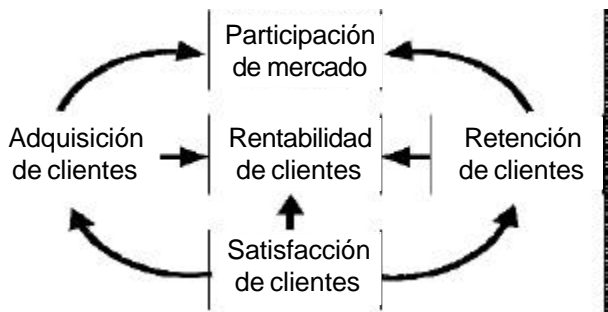 Participación
de mercado
Adquisición
de clientes
Rentabilidad
de clientes
Retención
de clientes
Satisfacción
de clientes